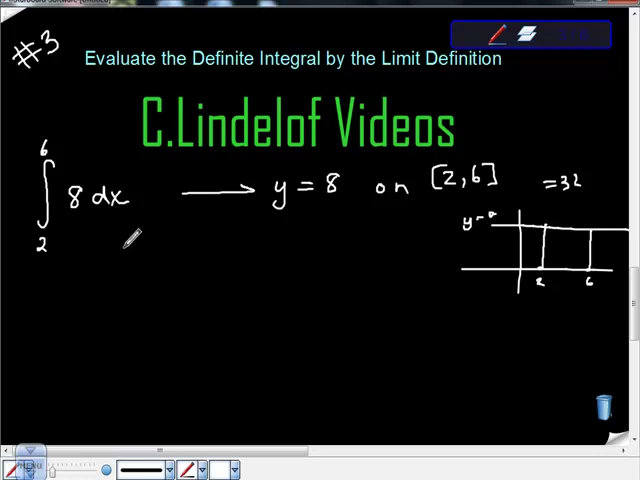 #3
Evaluate the Definite Integral by the Limit Definition
C.Lindelof Videos
6
∫ 8 dx → y = 8 on [2,6] =32
2
y=
2 6
MENU